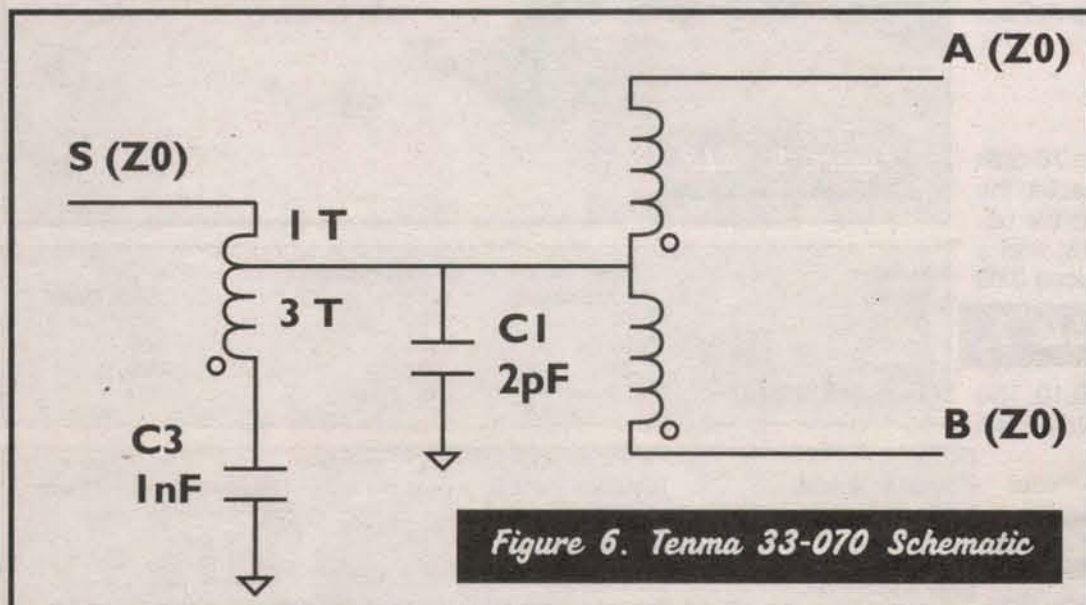 A (Z0)
S (Z0)
1 T
3 T
C1
2pF
C3
1nF
B (Z0)
Figure 6. Tenma 33-070 Schematic